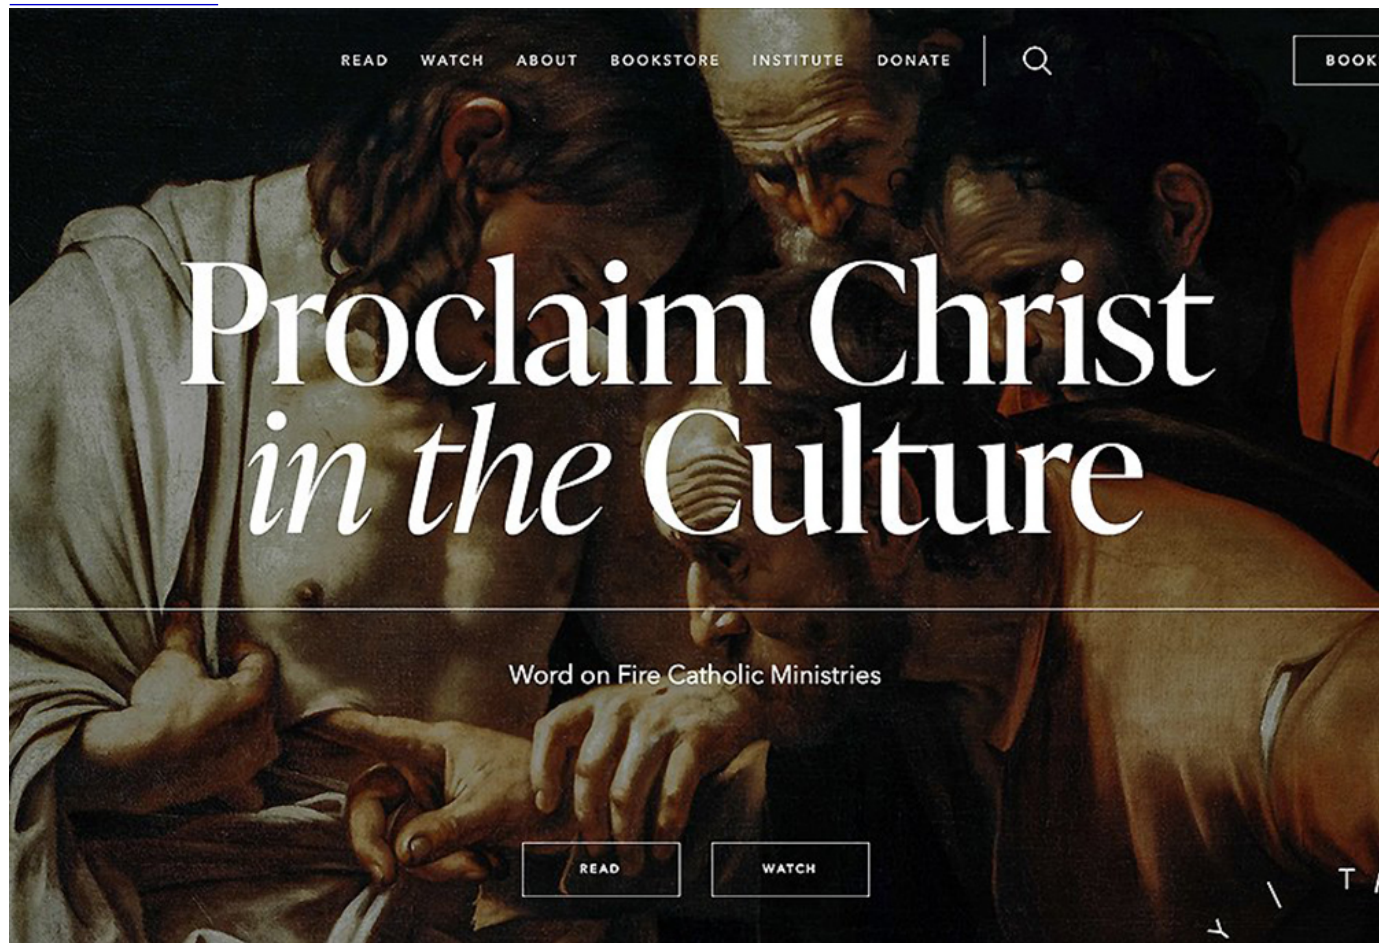 READ WATCH ABOUT BOOKSTORE INSTITUTE DONATE BOOK
Proclaim Christ
in the Culture
Word on Fire Catholic Ministries
READ WATCH